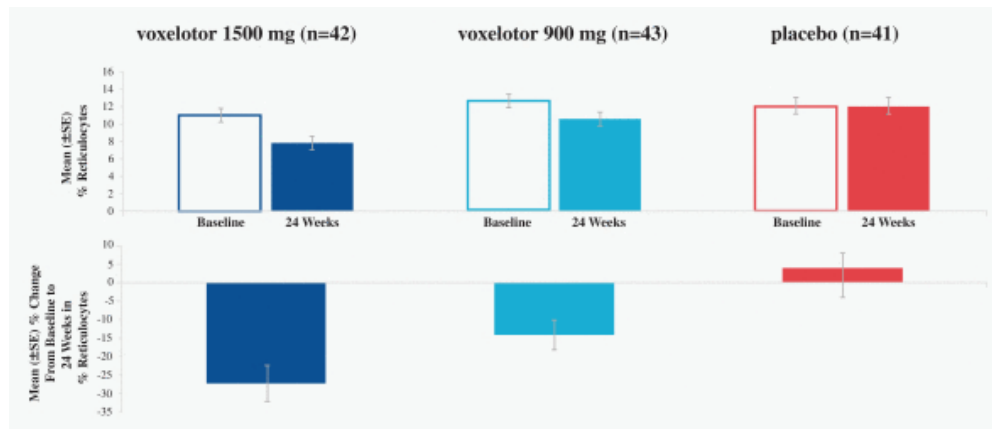 voxelotor 1500 mg (n=42)
voxelotor 900 mg (n=43)
placebo (n=41)
Mean (±SE)
% Reticulocytes
16
14
12
10
8
6
4
2
0
Baseline
24 Weeks
Baseline
24 Weeks
Baseline
24 Weeks
Mean (±SE) % Change
From Baseline to
24 Weeks in
% Reticulocytes
10
5
0
-5
-10
-15
-20
-25
-30
-35